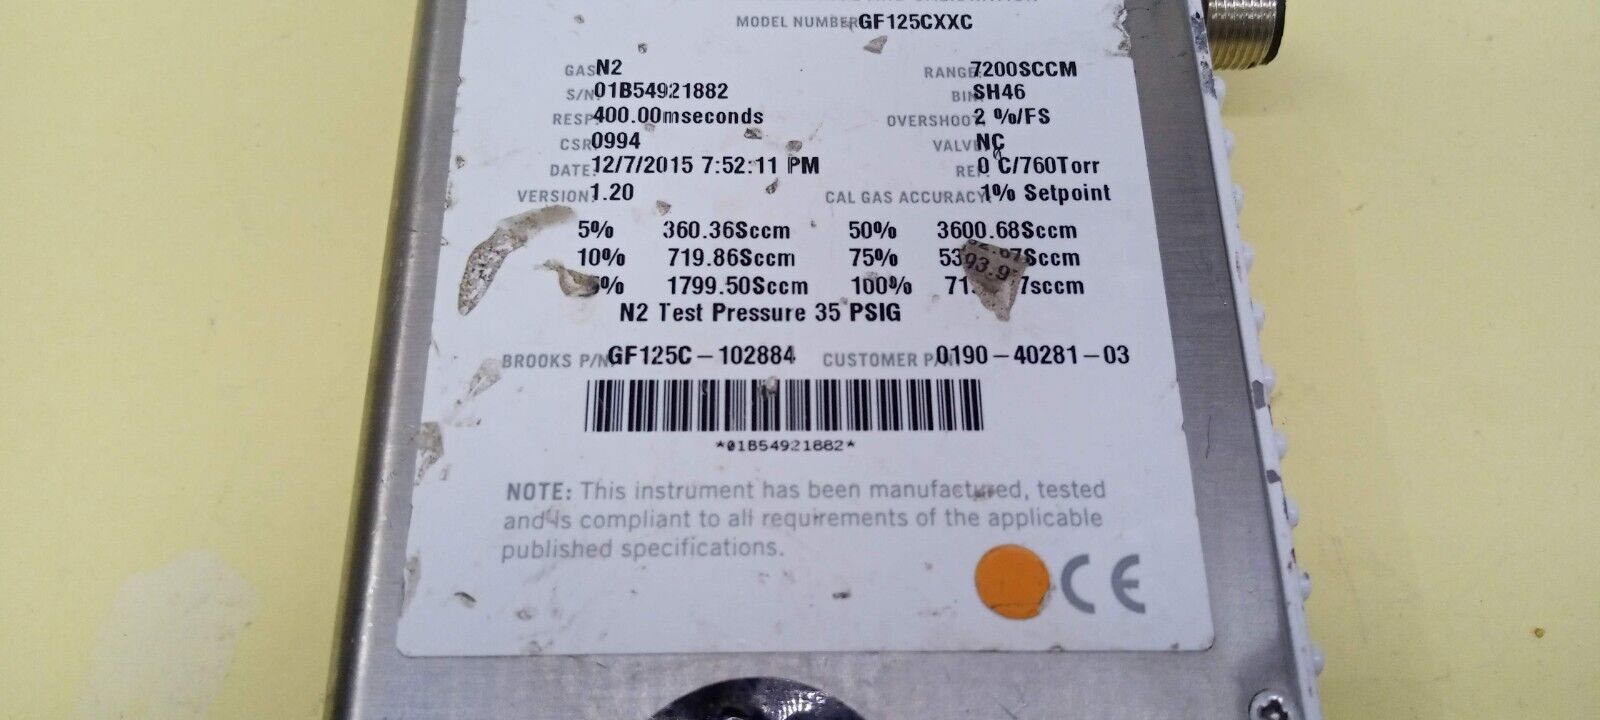 MODEL NUMBER GF125CXXC
GAS: N2 RANGE: 7200SCCM
S/N: 01B54921882 BIN: SH46
RESP: 400.00mseconds OVERSHOOT: 2 %/FS
CSR: 0994 VALVE: NC
DATE: 12/7/2015 7:52:11 PM REF: 0 C/760Torr
VERSION: 1.20 CAL GAS ACCURACY: 1% Setpoint
5% 360.36Sccm 50% 3600.68Sccm
10% 719.86Sccm 75%
1799.50Sccm 100%
N2 Test Pressure 35 PSIG
BROOKS P/N: GF125C-102884 CUSTOMER P/N: 0190-40281-03
*01B54921882*
NOTE: This instrument has been manufactured, tested
and is compliant to all requirements of the applicable
published specifications.
CE